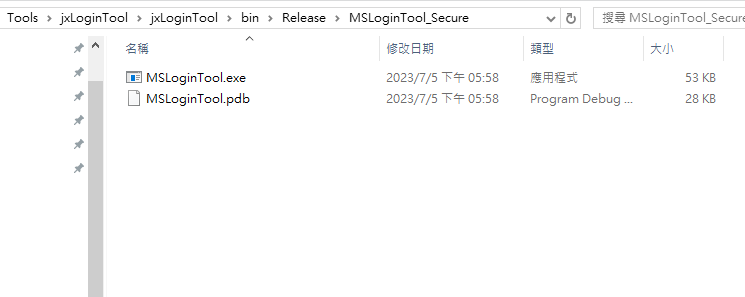 Tools > jxLoginTool > jxLoginTool > bin > Release > MSLoginTool_Secure
搜尋 MSLoginTool_Secure
名稱 修改日期 類型 大小
MSLoginTool.exe 2023/7/5 下午 05:58 應用程式 53 KB
MSLoginTool.pdb 2023/7/5 下午 05:58 Program Debug ... 28 KB